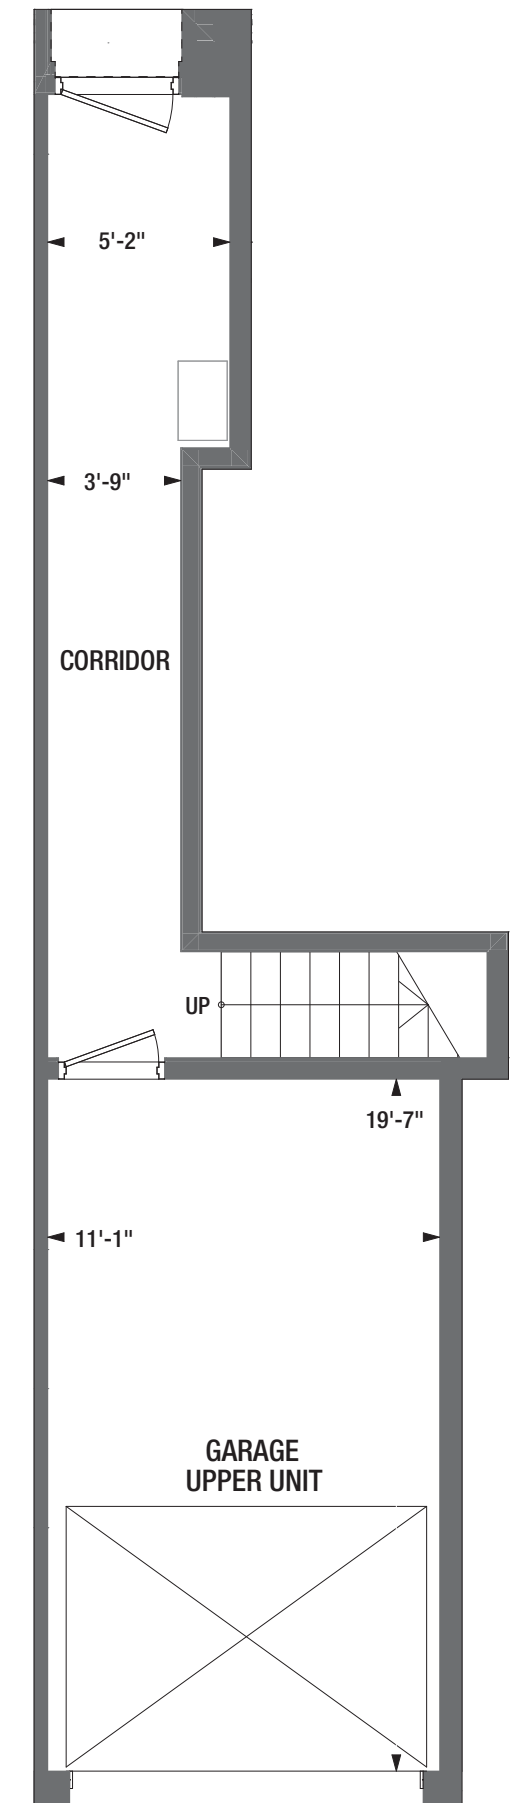 5'-2"
3'-9"
CORRIDOR
UP
19'-7"
11'-1"
GARAGE
UPPER UNIT